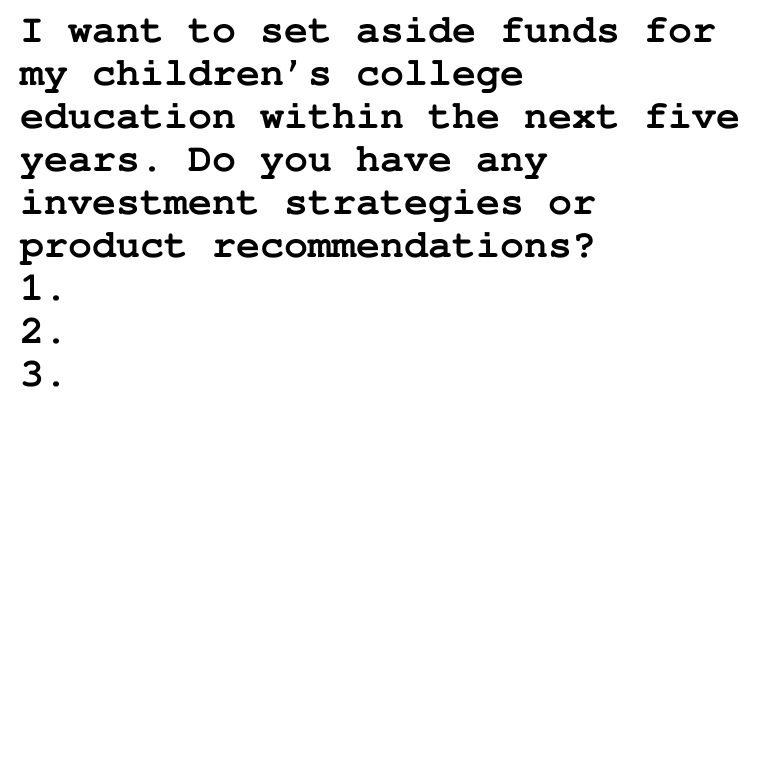 I want to set aside funds for
my children's college
education within the next five
years. Do you have any
investment strategies or
product recommendations?
1.
2.
3.